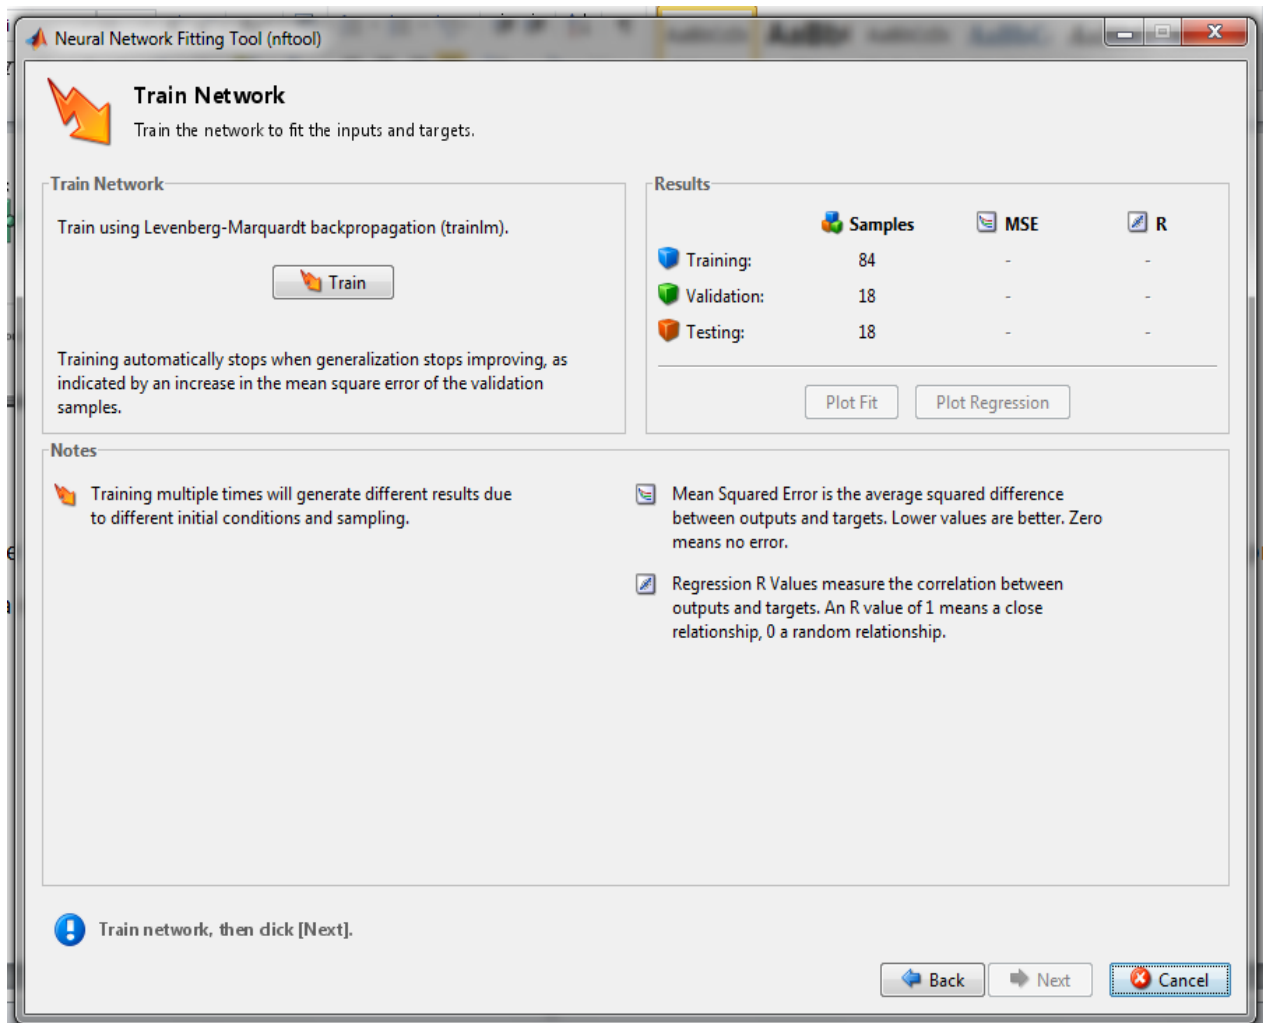 Neural Network Fitting Tool (nftool)
Train Network
Train the network to fit the inputs and targets.
Train Network
Train using Levenberg-Marquardt backpropagation (trainlm).
Train
Training automatically stops when generalization stops improving, as
indicated by an increase in the mean square error of the validation
samples.
Results
Samples MSE R
Training: 84 - -
Validation: 18 - -
Testing: 18 - -
Plot Fit Plot Regression
Notes
Training multiple times will generate different results due
to different initial conditions and sampling.
Mean Squared Error is the average squared difference
between outputs and targets. Lower values are better. Zero
means no error.
Regression R Values measure the correlation between
outputs and targets. An R value of 1 means a close
relationship, 0 a random relationship.
Train network, then click [Next].
Back Next Cancel